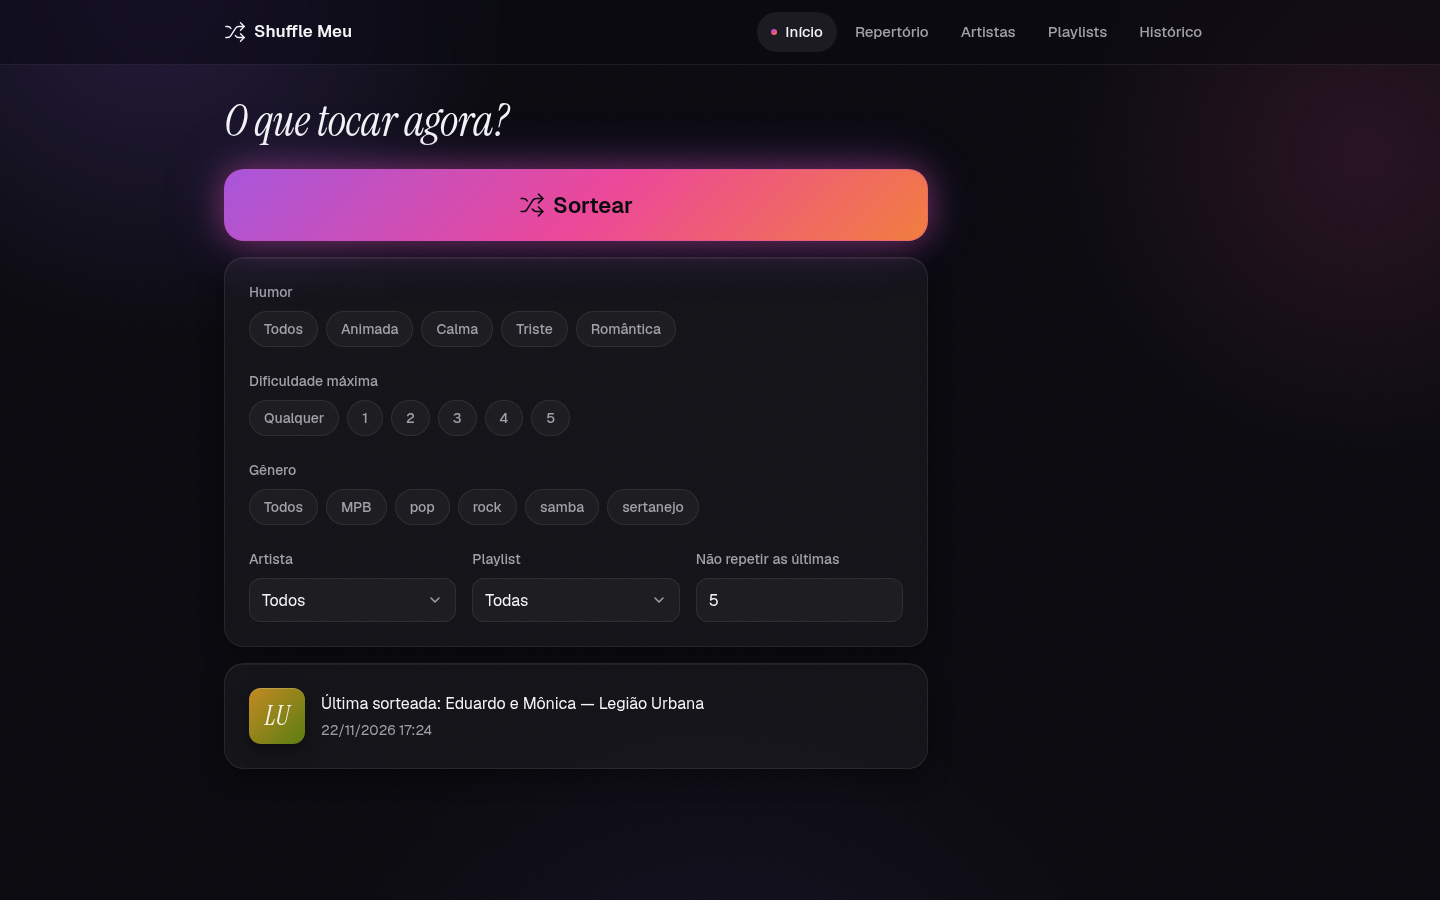 Shuffle Meu
Início Repertório Artistas Playlists Histórico
O que tocar agora?
Sortear
Humor
Todos Animada Calma Triste Romântica
Dificuldade máxima
Qualquer 1 2 3 4 5
Gênero
Todos MPB pop rock samba sertanejo
Artista Playlist Não repetir as últimas
Todos Todas 5
LU
Última sorteada: Eduardo e Mônica — Legião Urbana
22/11/2026 17:24